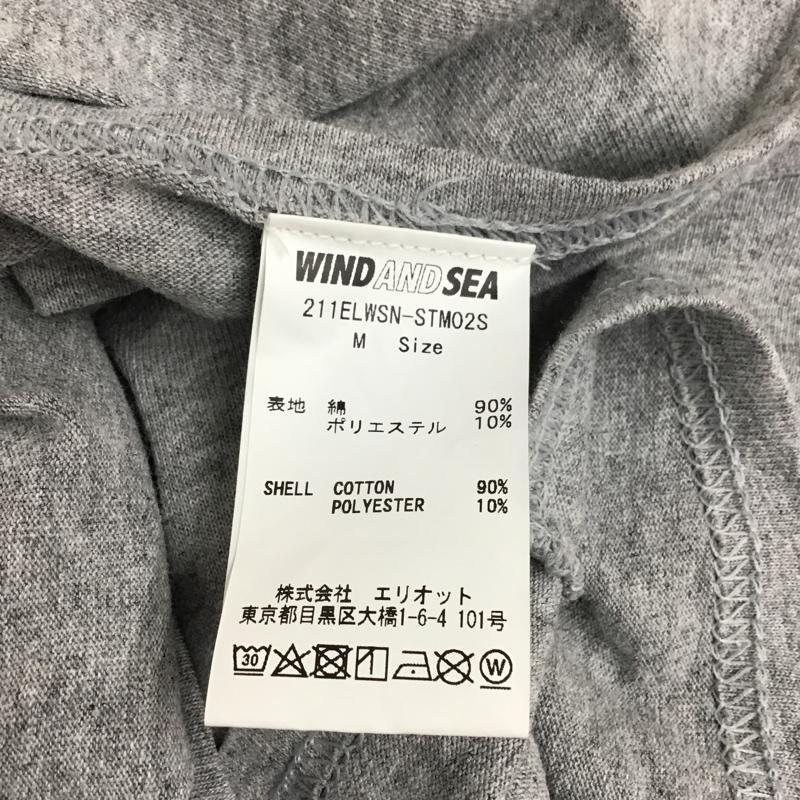 WIND AND SEA
211ELWSN-STM02S
M Size
表地 綿 90%
ポリエステル 10%
SHELL COTTON 90%
POLYESTER 10%
株式会社 エリオット
東京都目黒区大橋1-6-4 101号
30 W